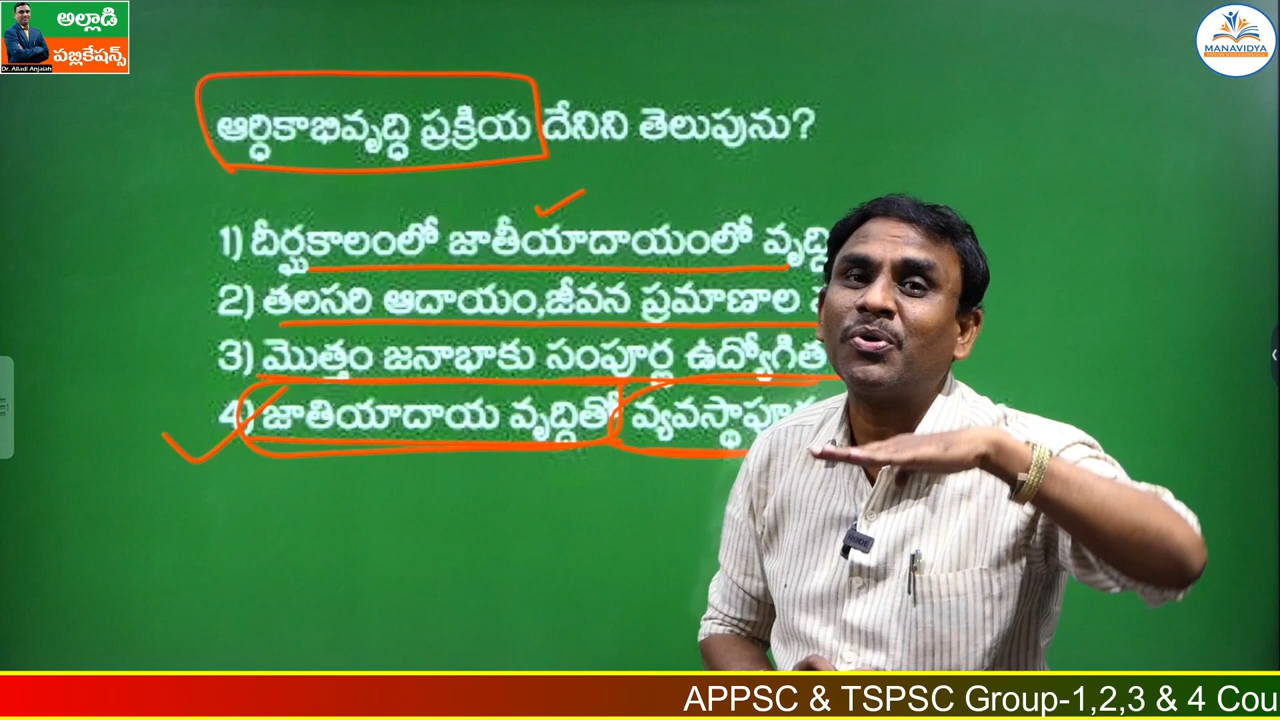 అల్లాడి
పబ్లికేషన్స్
Dr. Alladi Anjaiah
MANAVIDYA
ఆర్ధికాభివృద్ధి ప్రక్రియ దేనిని తెలుపును?
1) దీర్ఘకాలంలో జాతీయాదాయంలో వృద్ధి
2) తలసరి ఆదాయం,జీవన ప్రమాణాల
3) మొత్తం జనాభాకు సంపూర్ణ ఉద్యోగిత
4) జాతియాదాయ వృద్దితో
APPSC & TSPSC Group-1,2,3 & 4 Cou